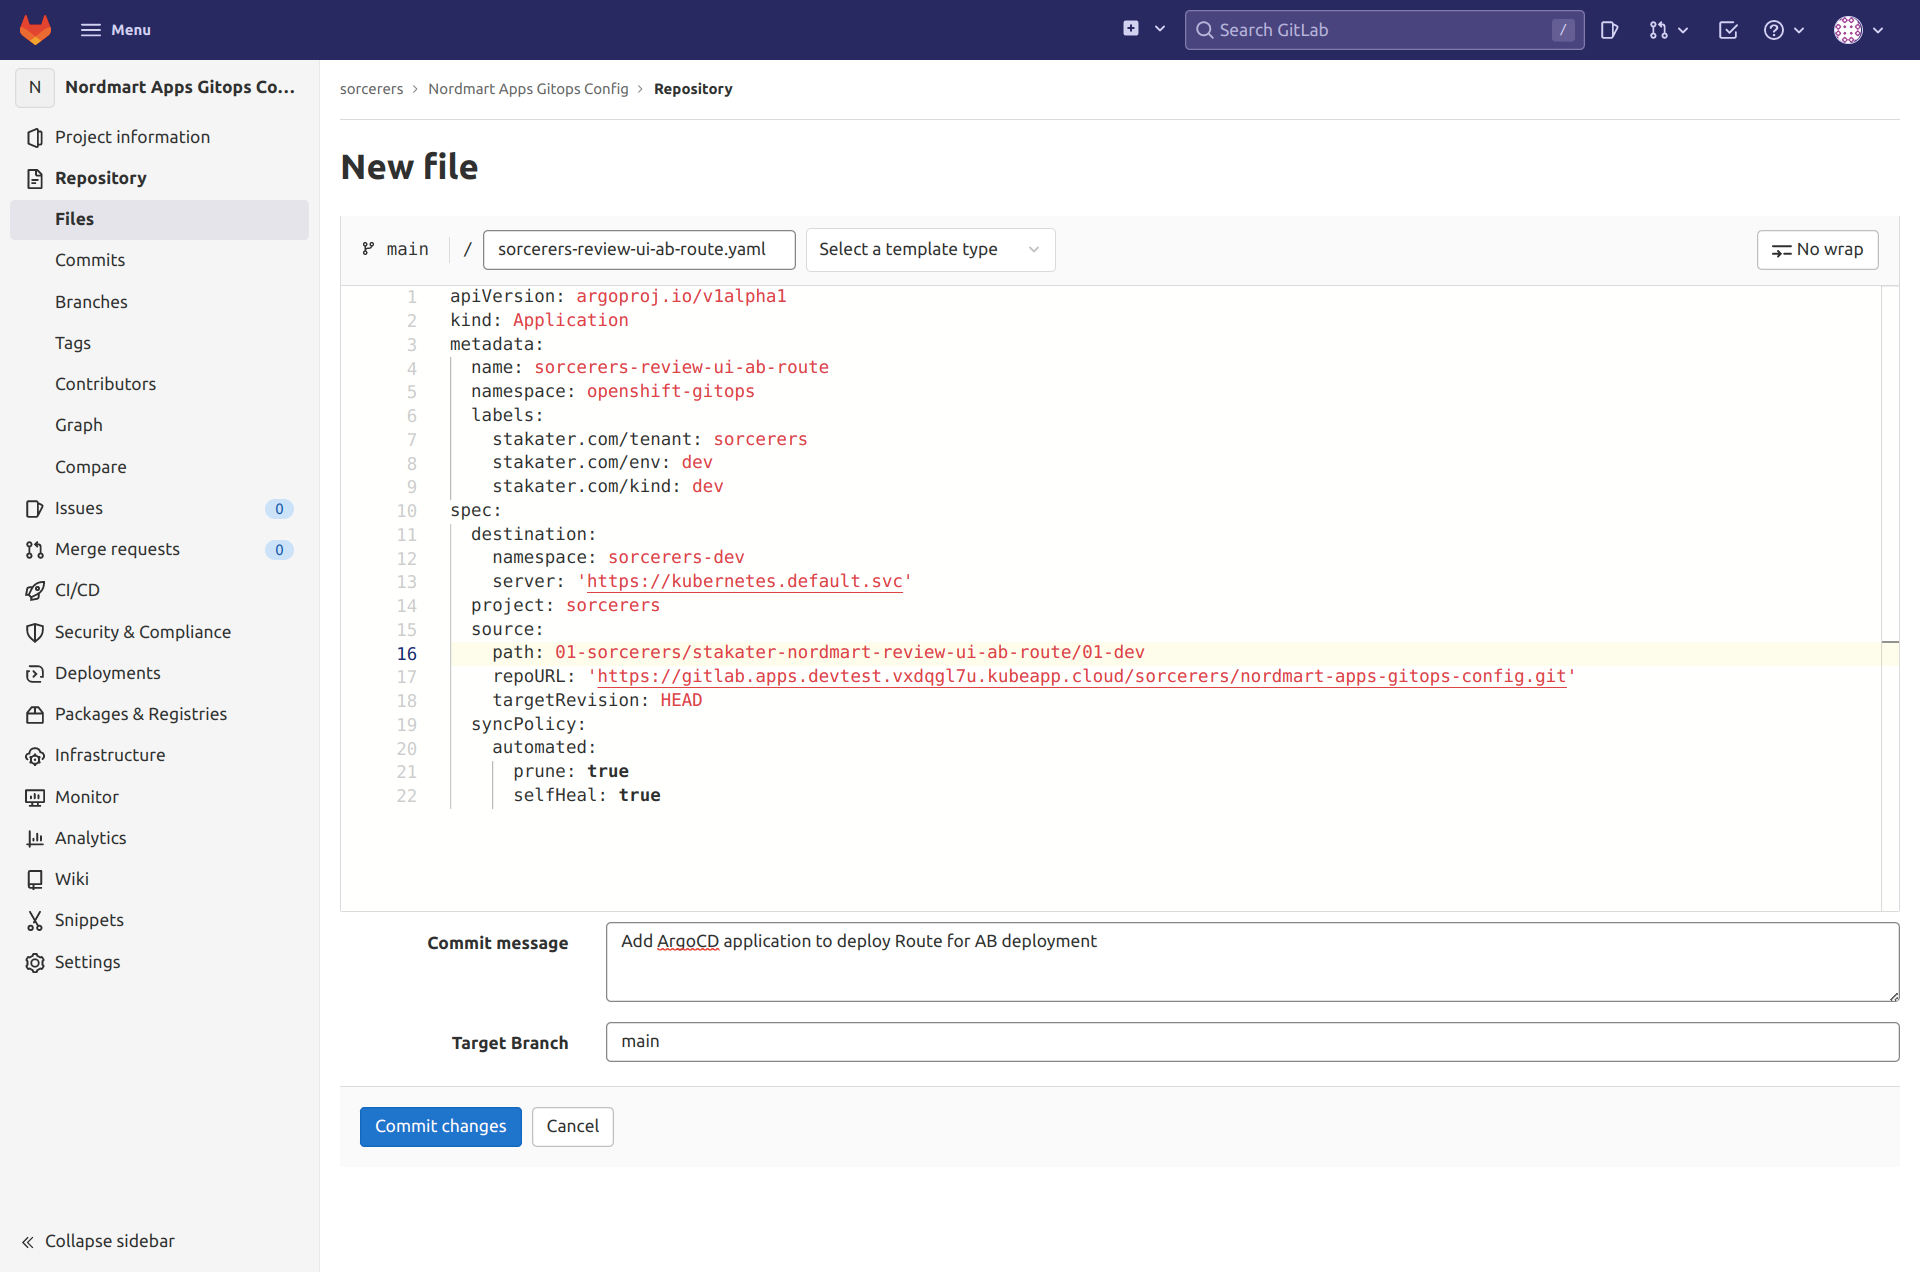 Menu
Search GitLab /
N Nordmart Apps Gitops Co...
Project information
Repository
Files
Commits
Branches
Tags
Contributors
Graph
Compare
Issues 0
Merge requests 0
CI/CD
Security & Compliance
Deployments
Packages & Registries
Infrastructure
Monitor
Analytics
Wiki
Snippets
Settings
Collapse sidebar
sorcerers › Nordmart Apps Gitops Config › Repository
New file
main / sorcerers-review-ui-ab-route.yaml Select a template type No wrap
1 apiVersion: argoproj.io/v1alpha1
2 kind: Application
3 metadata:
4   name: sorcerers-review-ui-ab-route
5   namespace: openshift-gitops
6   labels:
7     stakater.com/tenant: sorcerers
8     stakater.com/env: dev
9     stakater.com/kind: dev
10 spec:
11   destination:
12     namespace: sorcerers-dev
13     server: 'https://kubernetes.default.svc'
14   project: sorcerers
15   source:
16     path: 01-sorcerers/stakater-nordmart-review-ui-ab-route/01-dev
17     repoURL: 'https://gitlab.apps.devtest.vxdqgl7u.kubeapp.cloud/sorcerers/nordmart-apps-gitops-config.git'
18     targetRevision: HEAD
19   syncPolicy:
20     automated:
21       prune: true
22       selfHeal: true
Commit message Add ArgoCD application to deploy Route for AB deployment
Target Branch main
Commit changes Cancel